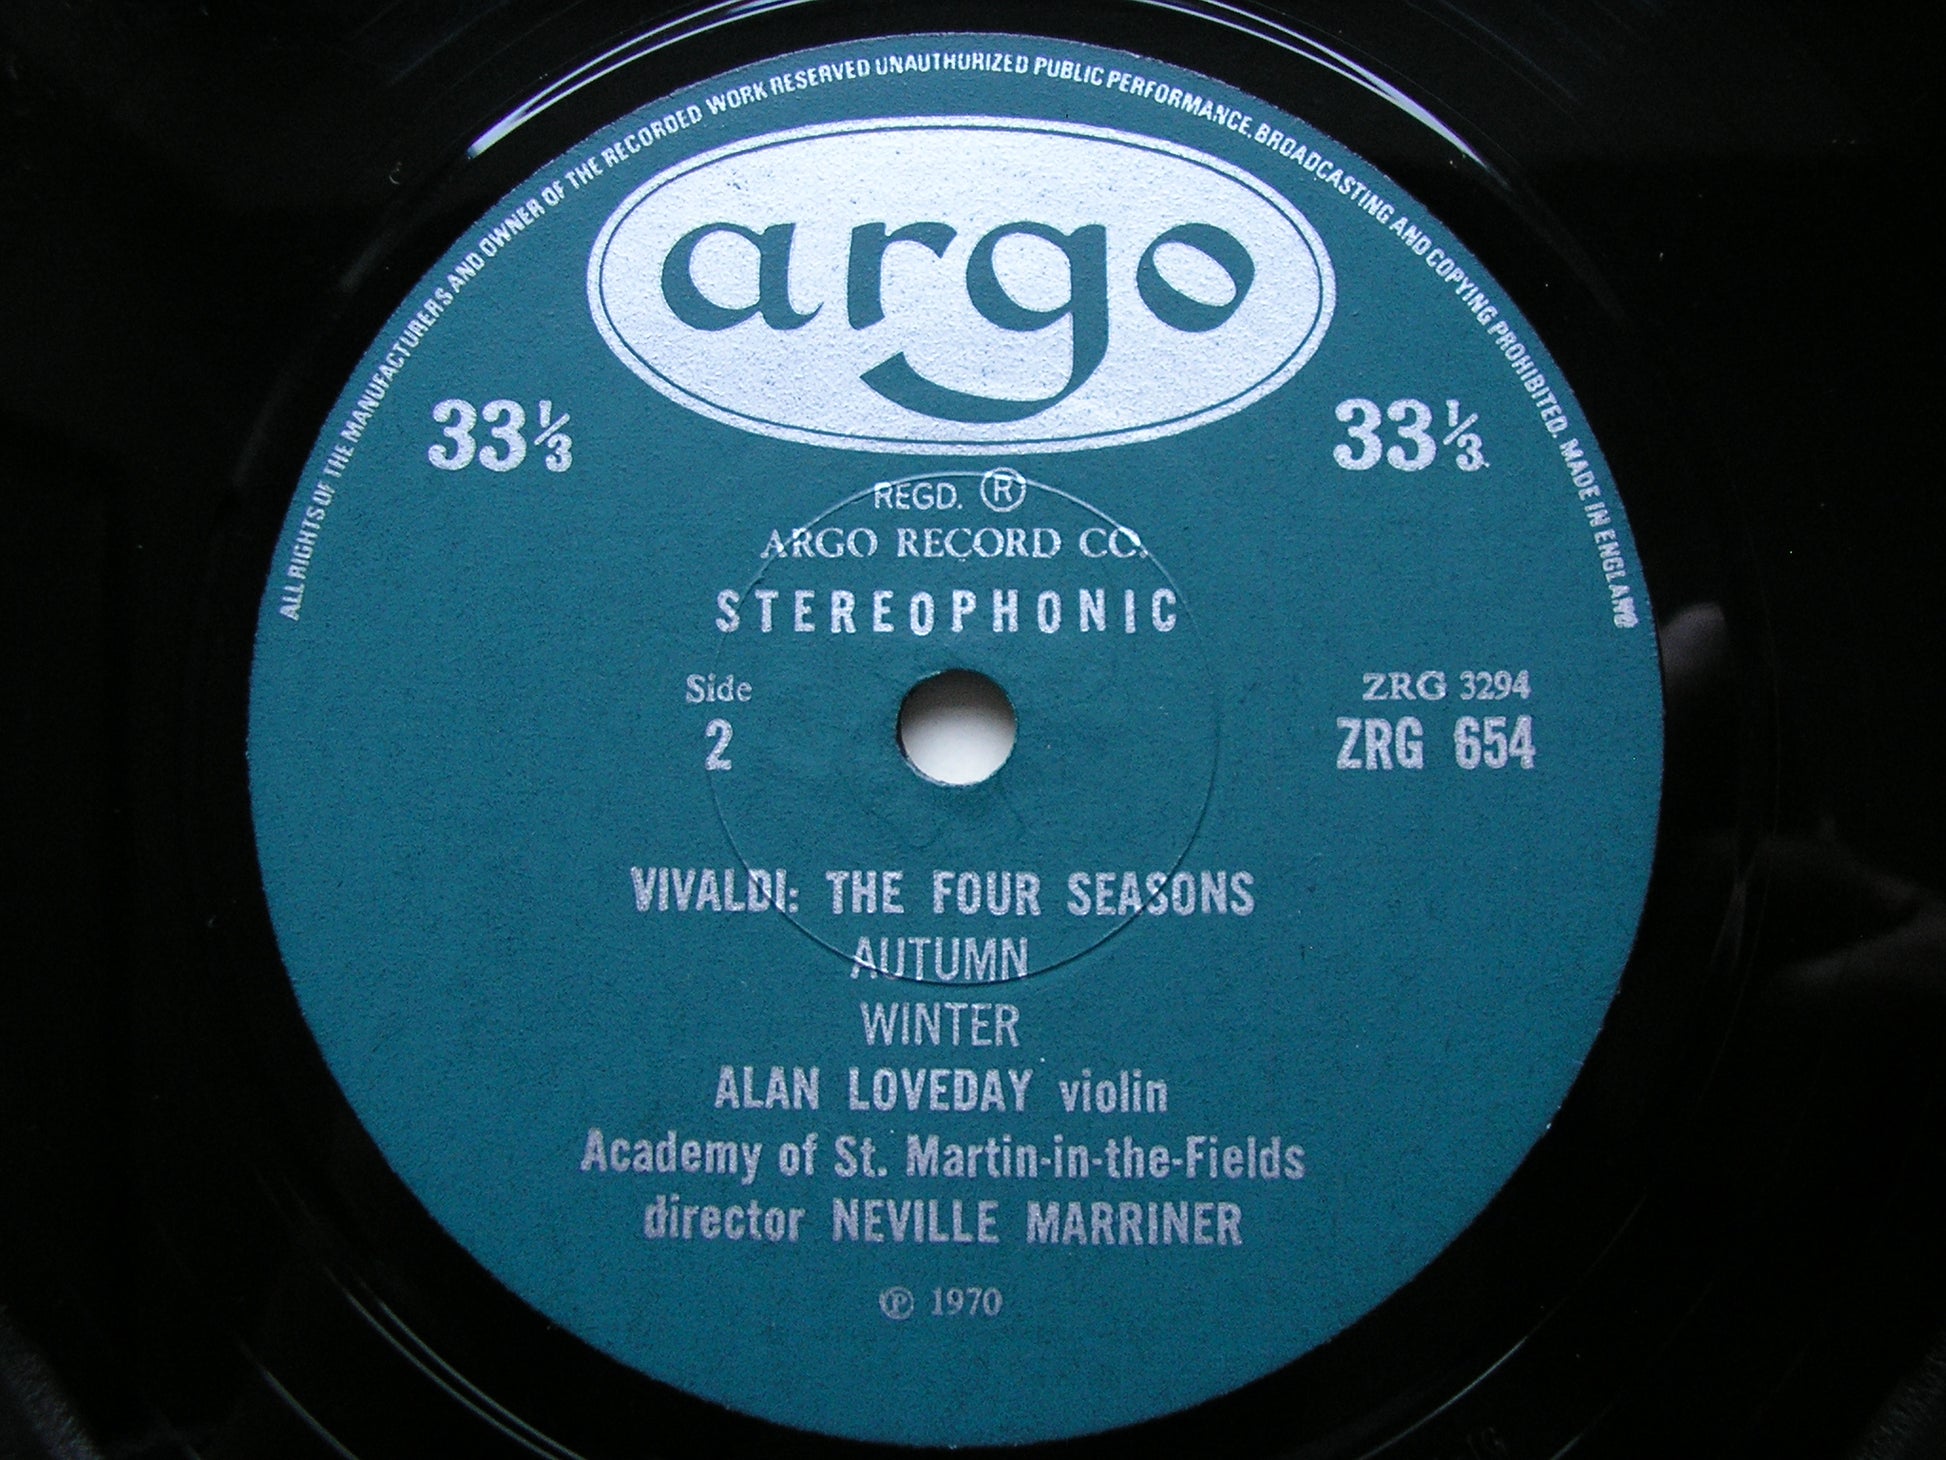 ALL RIGHTS OF THE MANUFACTURERS AND OWNER OF THE RECORDED WORK RESERVED UNAUTHORIZED PUBLIC PERFORMANCE, BROADCASTING AND COPYING PROHIBITED. MADE IN ENGLAND
argo
33⅓ 33⅓
REGD. ®
ARGO RECORD CO.
STEREOPHONIC
Side ZRG 3294
2 ZRG 654
VIVALDI: THE FOUR SEASONS
AUTUMN
WINTER
ALAN LOVEDAY violin
Academy of St. Martin-in-the-Fields
director NEVILLE MARRINER
℗ 1970